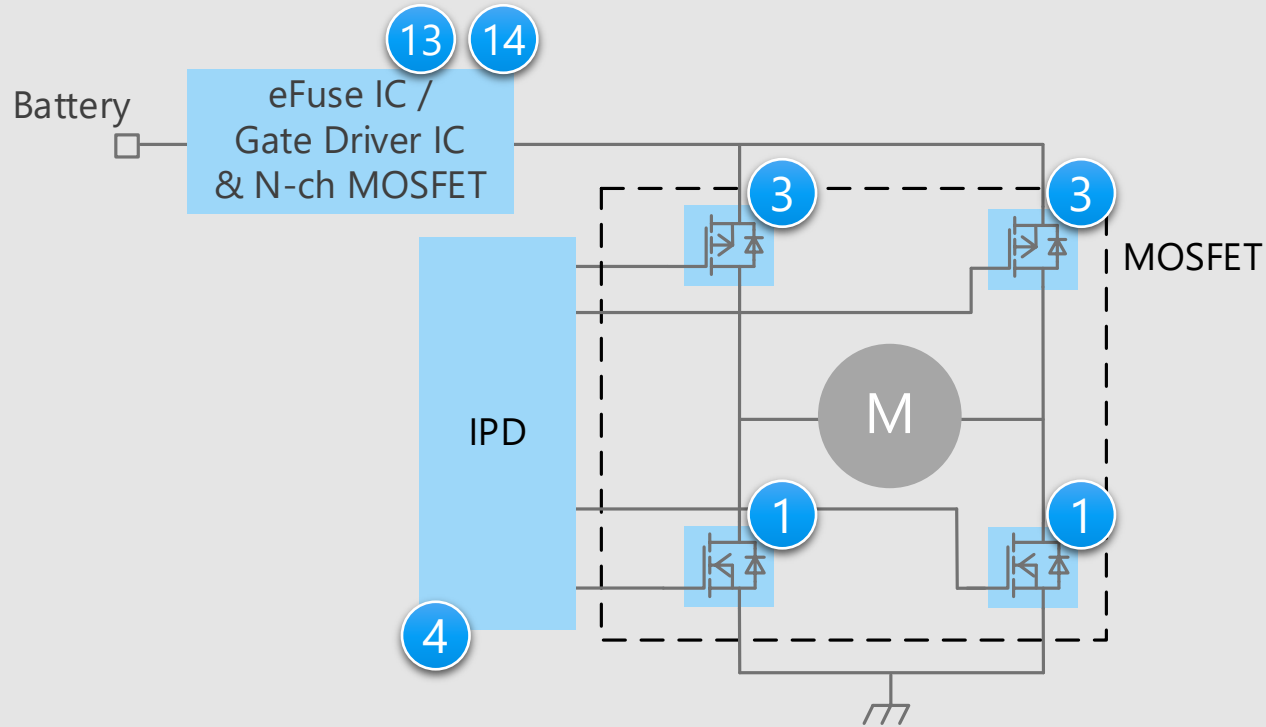 13
14
Battery
eFuse IC /
Gate Driver IC
& N-ch MOSFET
3
3
MOSFET
IPD
M
1
1
4